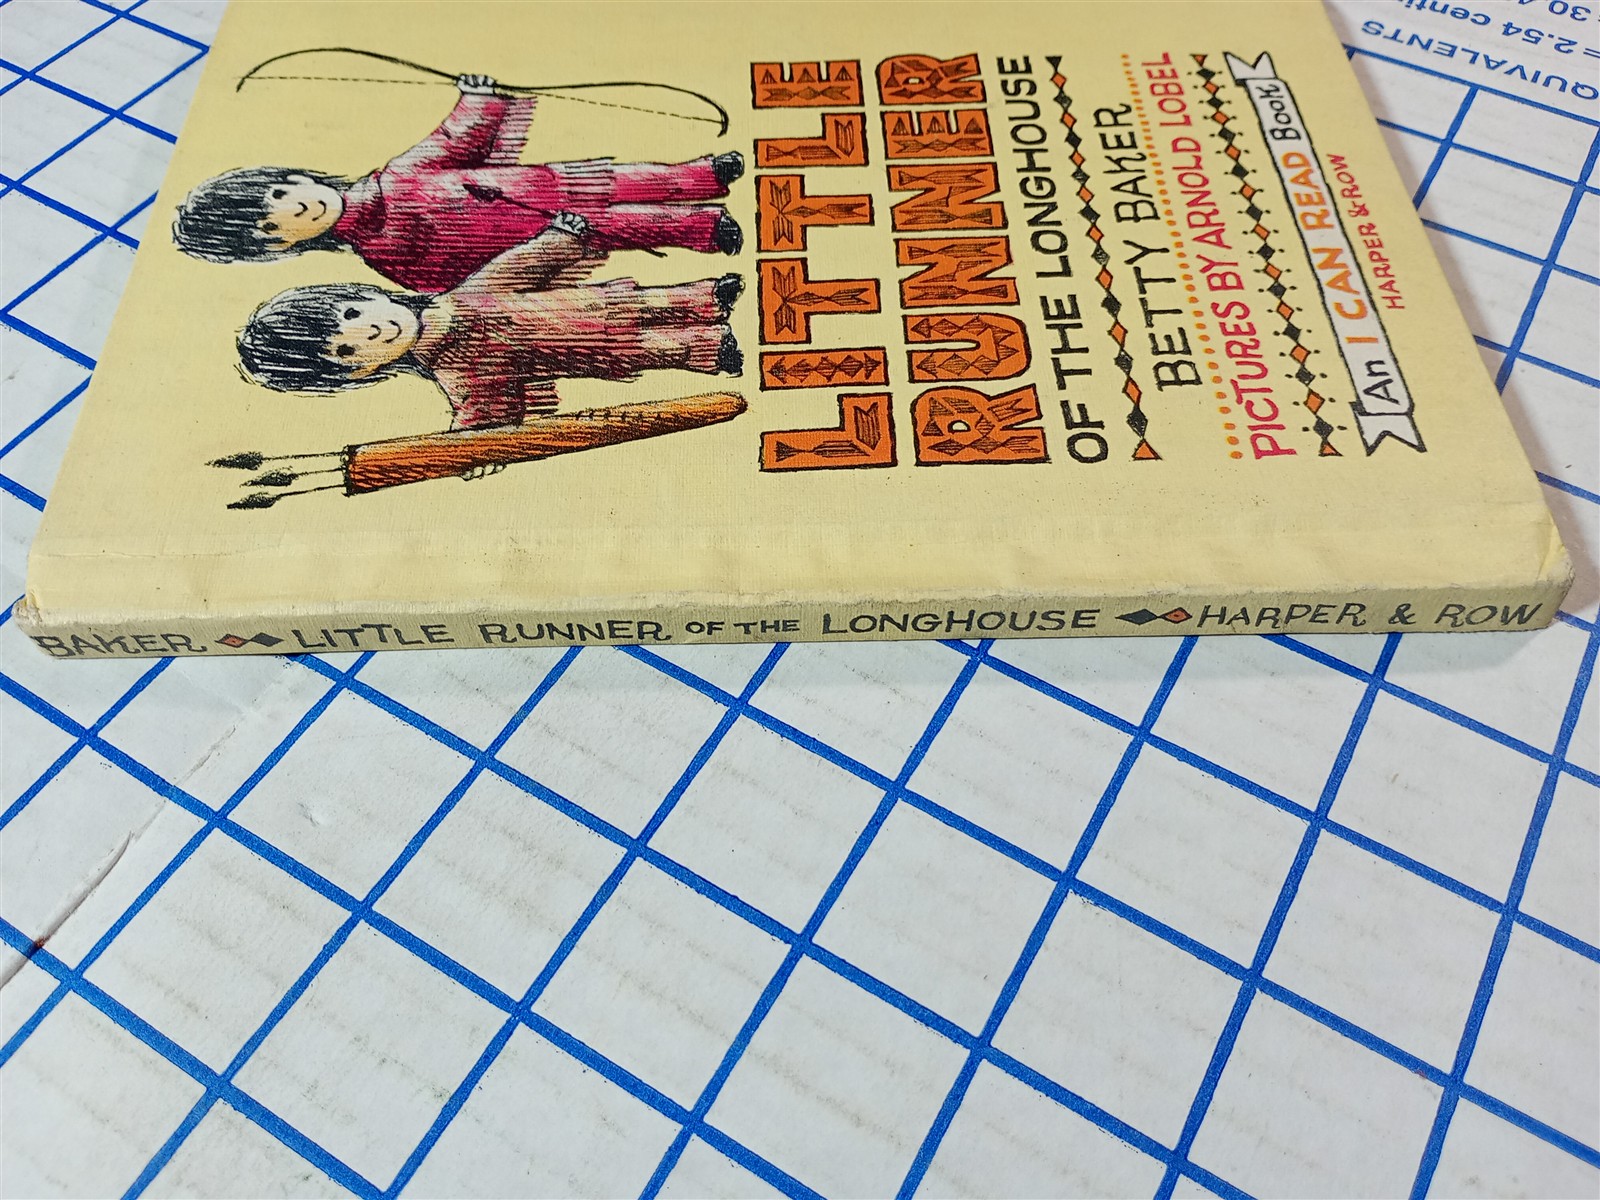 LITTLE
RUNNER
OF THE LONGHOUSE
BETTY BAKER
PICTURES BY ARNOLD LOBEL
An I CAN READ Book
HARPER & ROW
BAKER LITTLE RUNNER OF THE LONGHOUSE HARPER & ROW
QUIVALENTS
= 2.54 centi